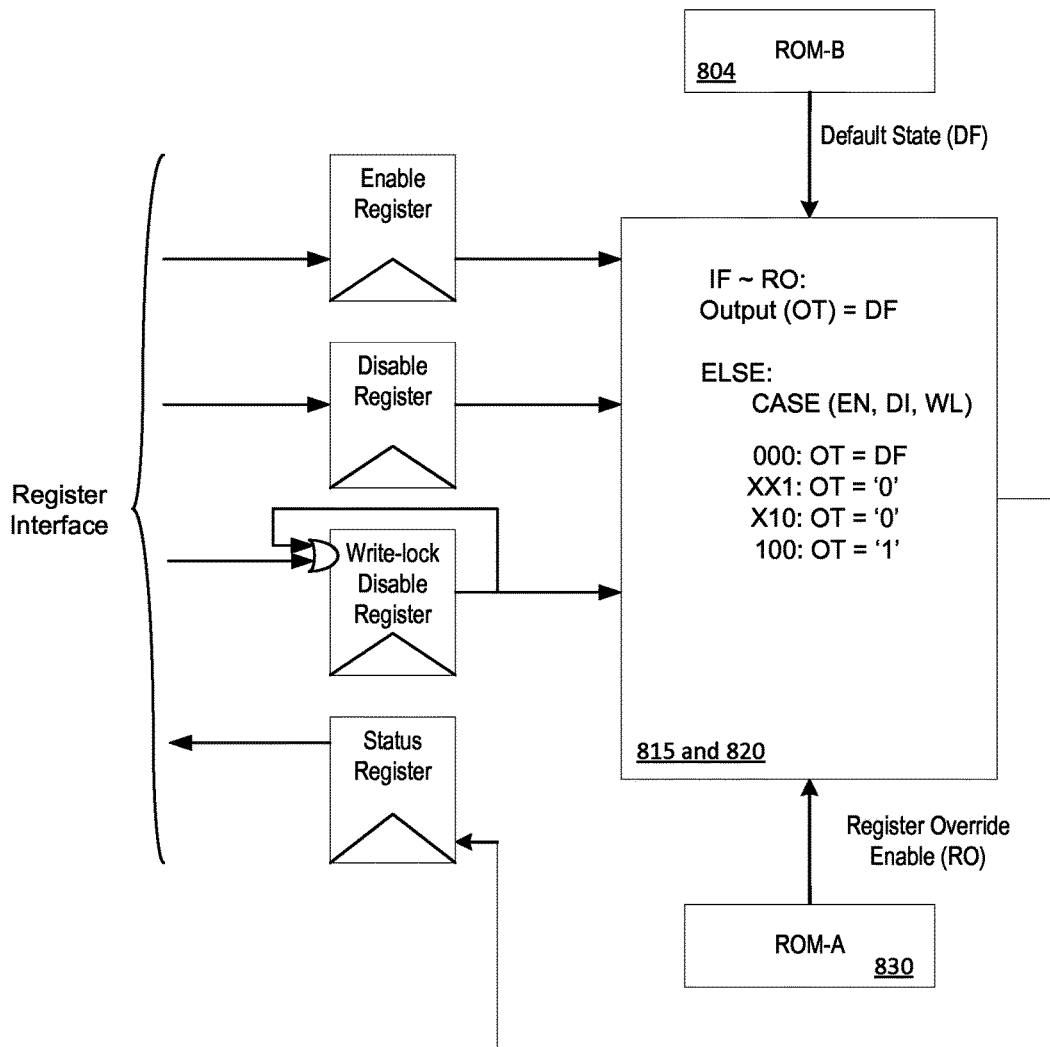 ROM-B
804
Default State (DF)
Enable
Register
IF ~ RO:
Output (OT) = DF
Disable
Register
ELSE:
CASE (EN, DI, WL)
000: OT = DF
XX1: OT = ‘0’
X10: OT = ‘0’
100: OT = ‘1’
Register
Interface
Write-lock
Disable
Register
Status
Register
815 and 820
Register Override
Enable (RO)
ROM-A
830